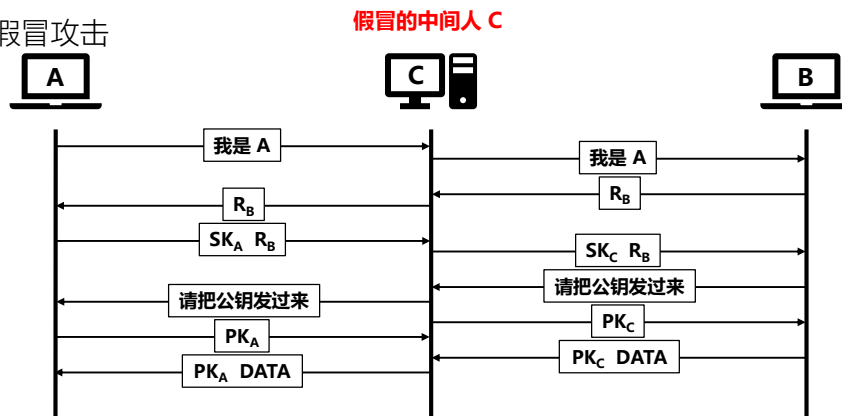 假冒的中间人 C
假冒攻击
A
C
B
我是 A
我是 A
R_B
R_B
SK_A R_B
SK_C R_B
请把公钥发过来
请把公钥发过来
PK_C
PK_A
PK_C DATA
PK_A DATA